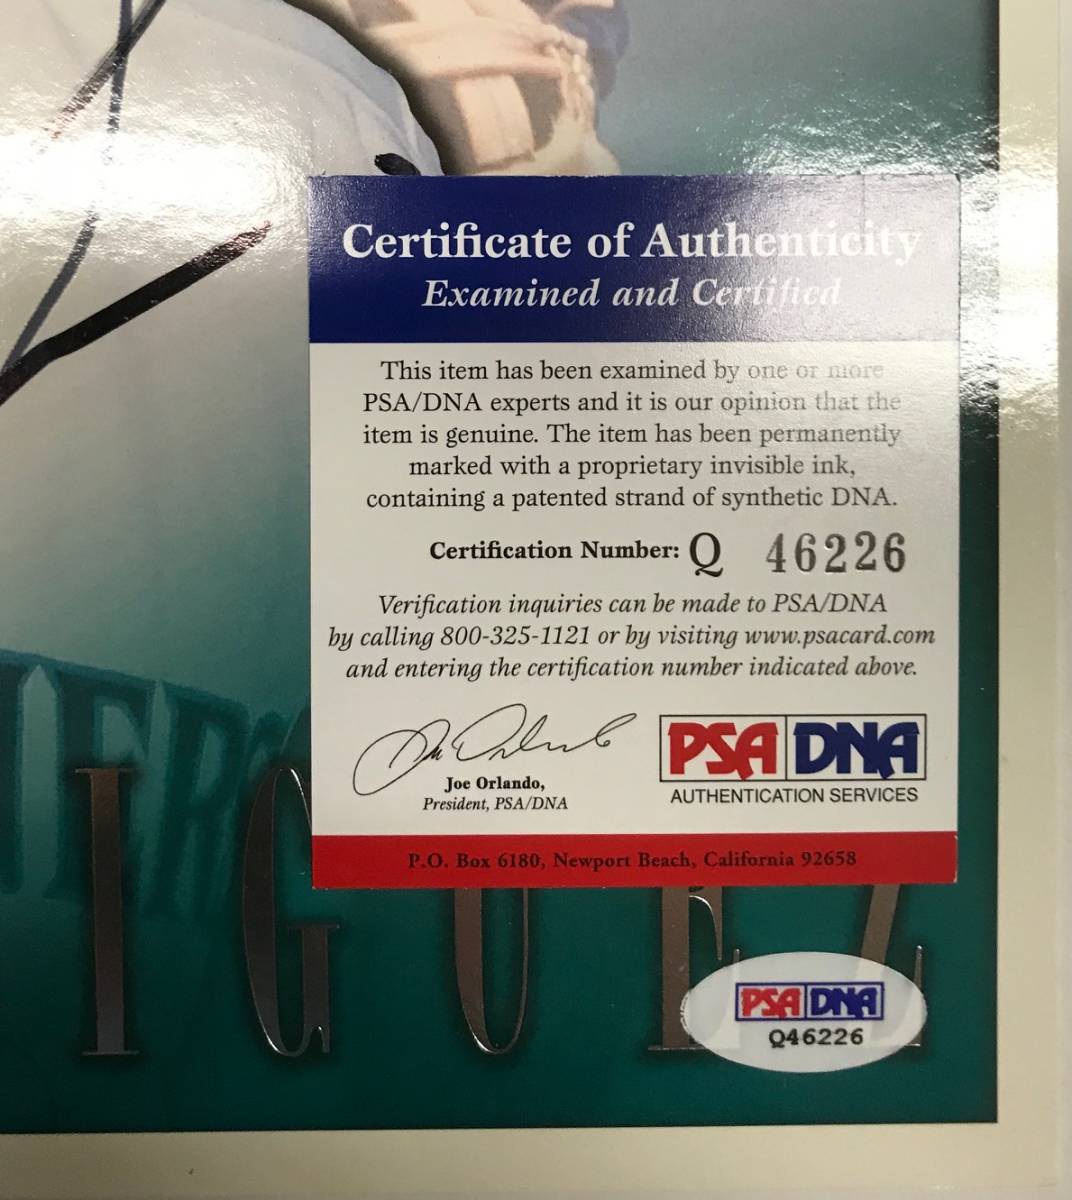 Certificate of Authenticity
Examined and Certified
This item has been examined by one or more
PSA/DNA experts and it is our opinion that the
item is genuine. The item has been permanently
marked with a proprietary invisible ink,
containing a patented strand of synthetic DNA.
Certification Number: Q 46226
Verification inquiries can be made to PSA/DNA
by calling 800-325-1121 or by visiting www.psacard.com
and entering the certification number indicated above.
Joe Orlando,
President, PSA/DNA
PSA DNA
AUTHENTICATION SERVICES
P.O. Box 6180, Newport Beach, California 92658
IGUEZ
PSA DNA
Q46226